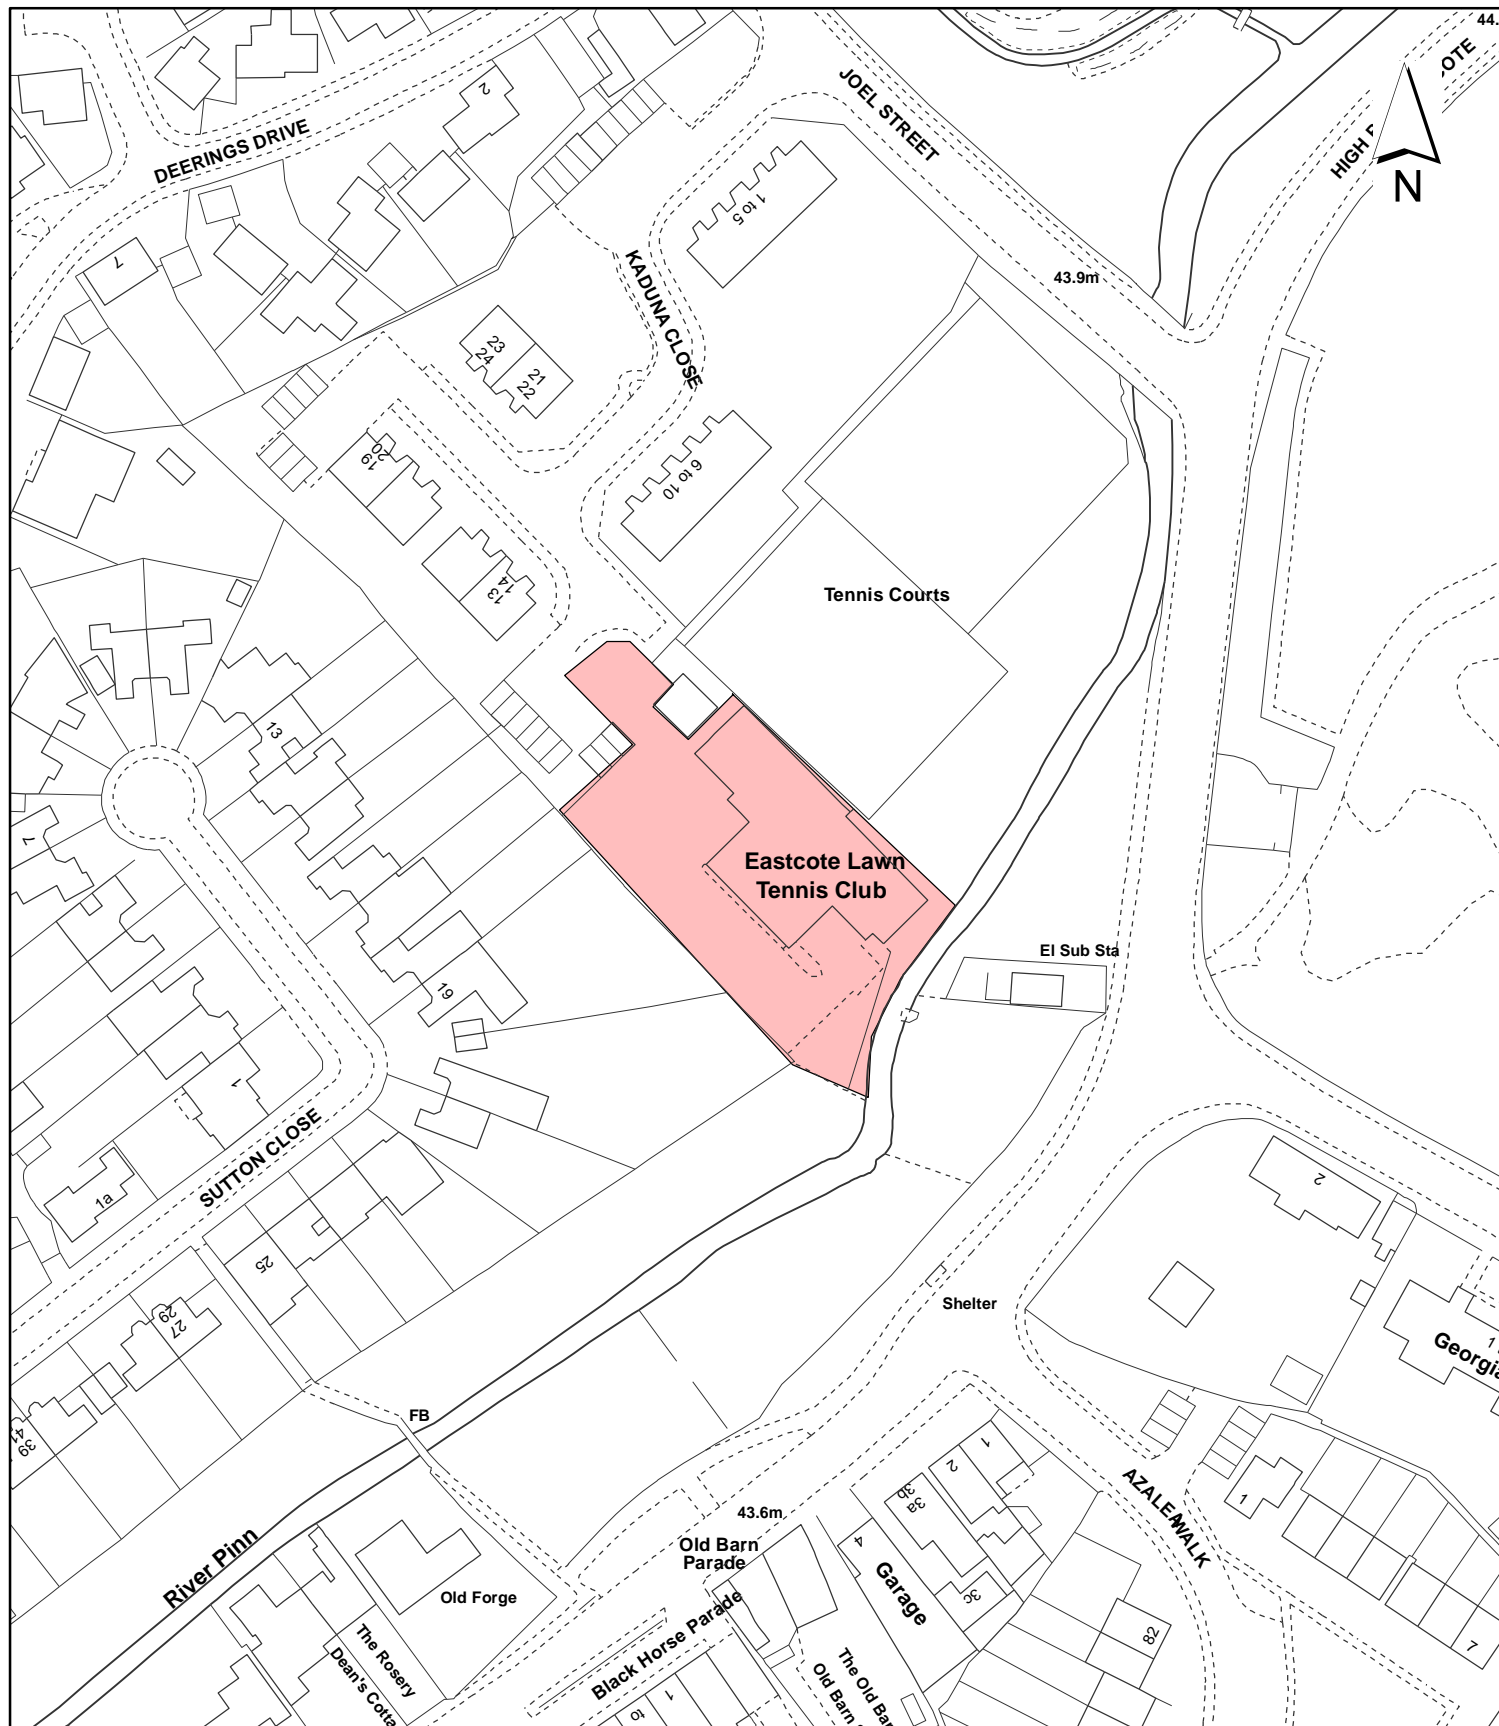 44.
HIGH
OTE
N
JOEL STREET
DEERINGS DRIVE
2
1 to 5
7
KADUNA CLOSE
43.9m
23
24
21
22
19
20
6 to 10
14
13
Tennis Courts
13
7
Eastcote Lawn
Tennis Club
El Sub Sta
19
1
SUTTON CLOSE
1a
2
25
Shelter
29
27
1
Georgia
FB
39
41
1
2
3a
3b
AZALEA WALK
1
43.6m
River Pinn
Old Barn
Parade
4
Garage
3c
Old Forge
82
7
The Rosery
Dean's Cotta
Black Horse Parade
The Old Bar
Old Barn
1
to